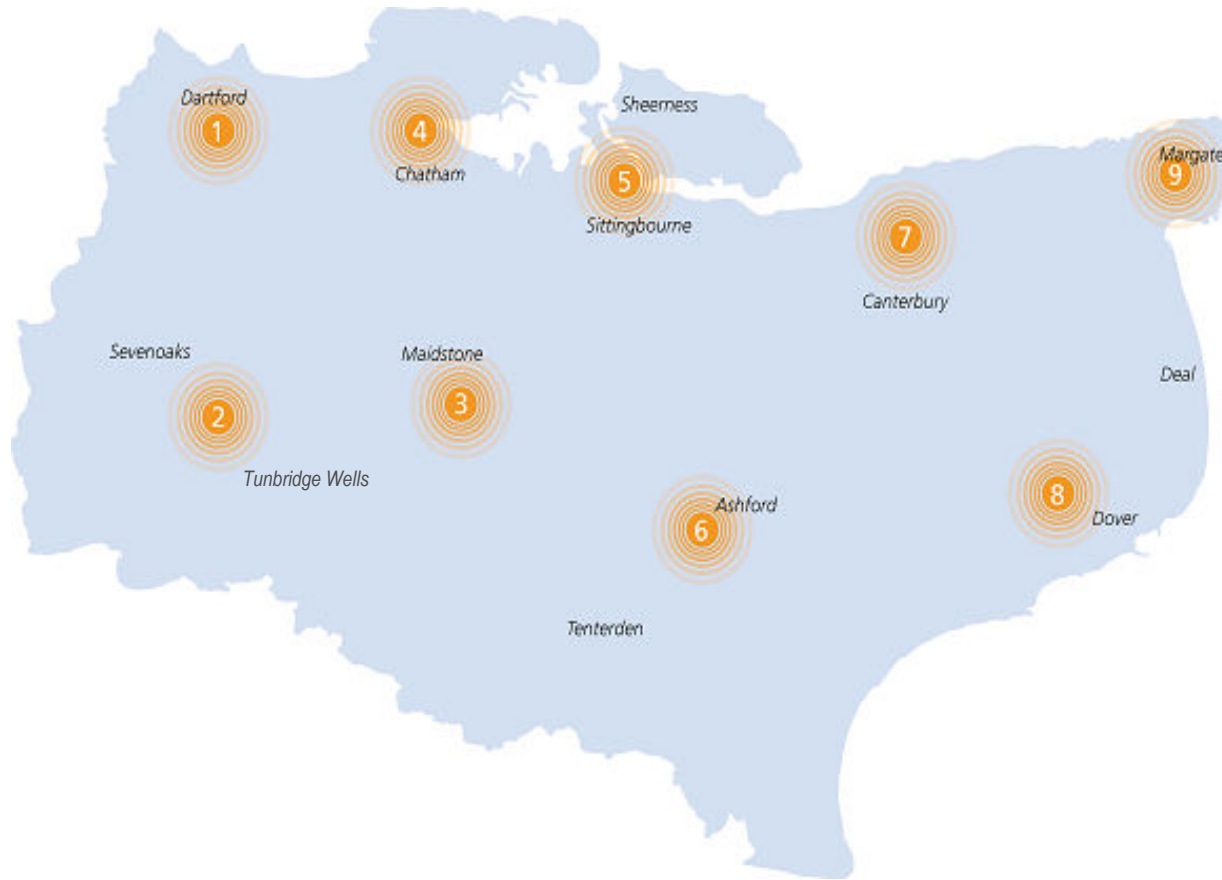 Dartford
1
4
Chatham
Sheerness
5
Sittingbourne
Margate
9
7
Canterbury
Sevenoaks
2
Tunbridge Wells
Maidstone
3
Deal
Ashford
6
8
Dover
Tenterden